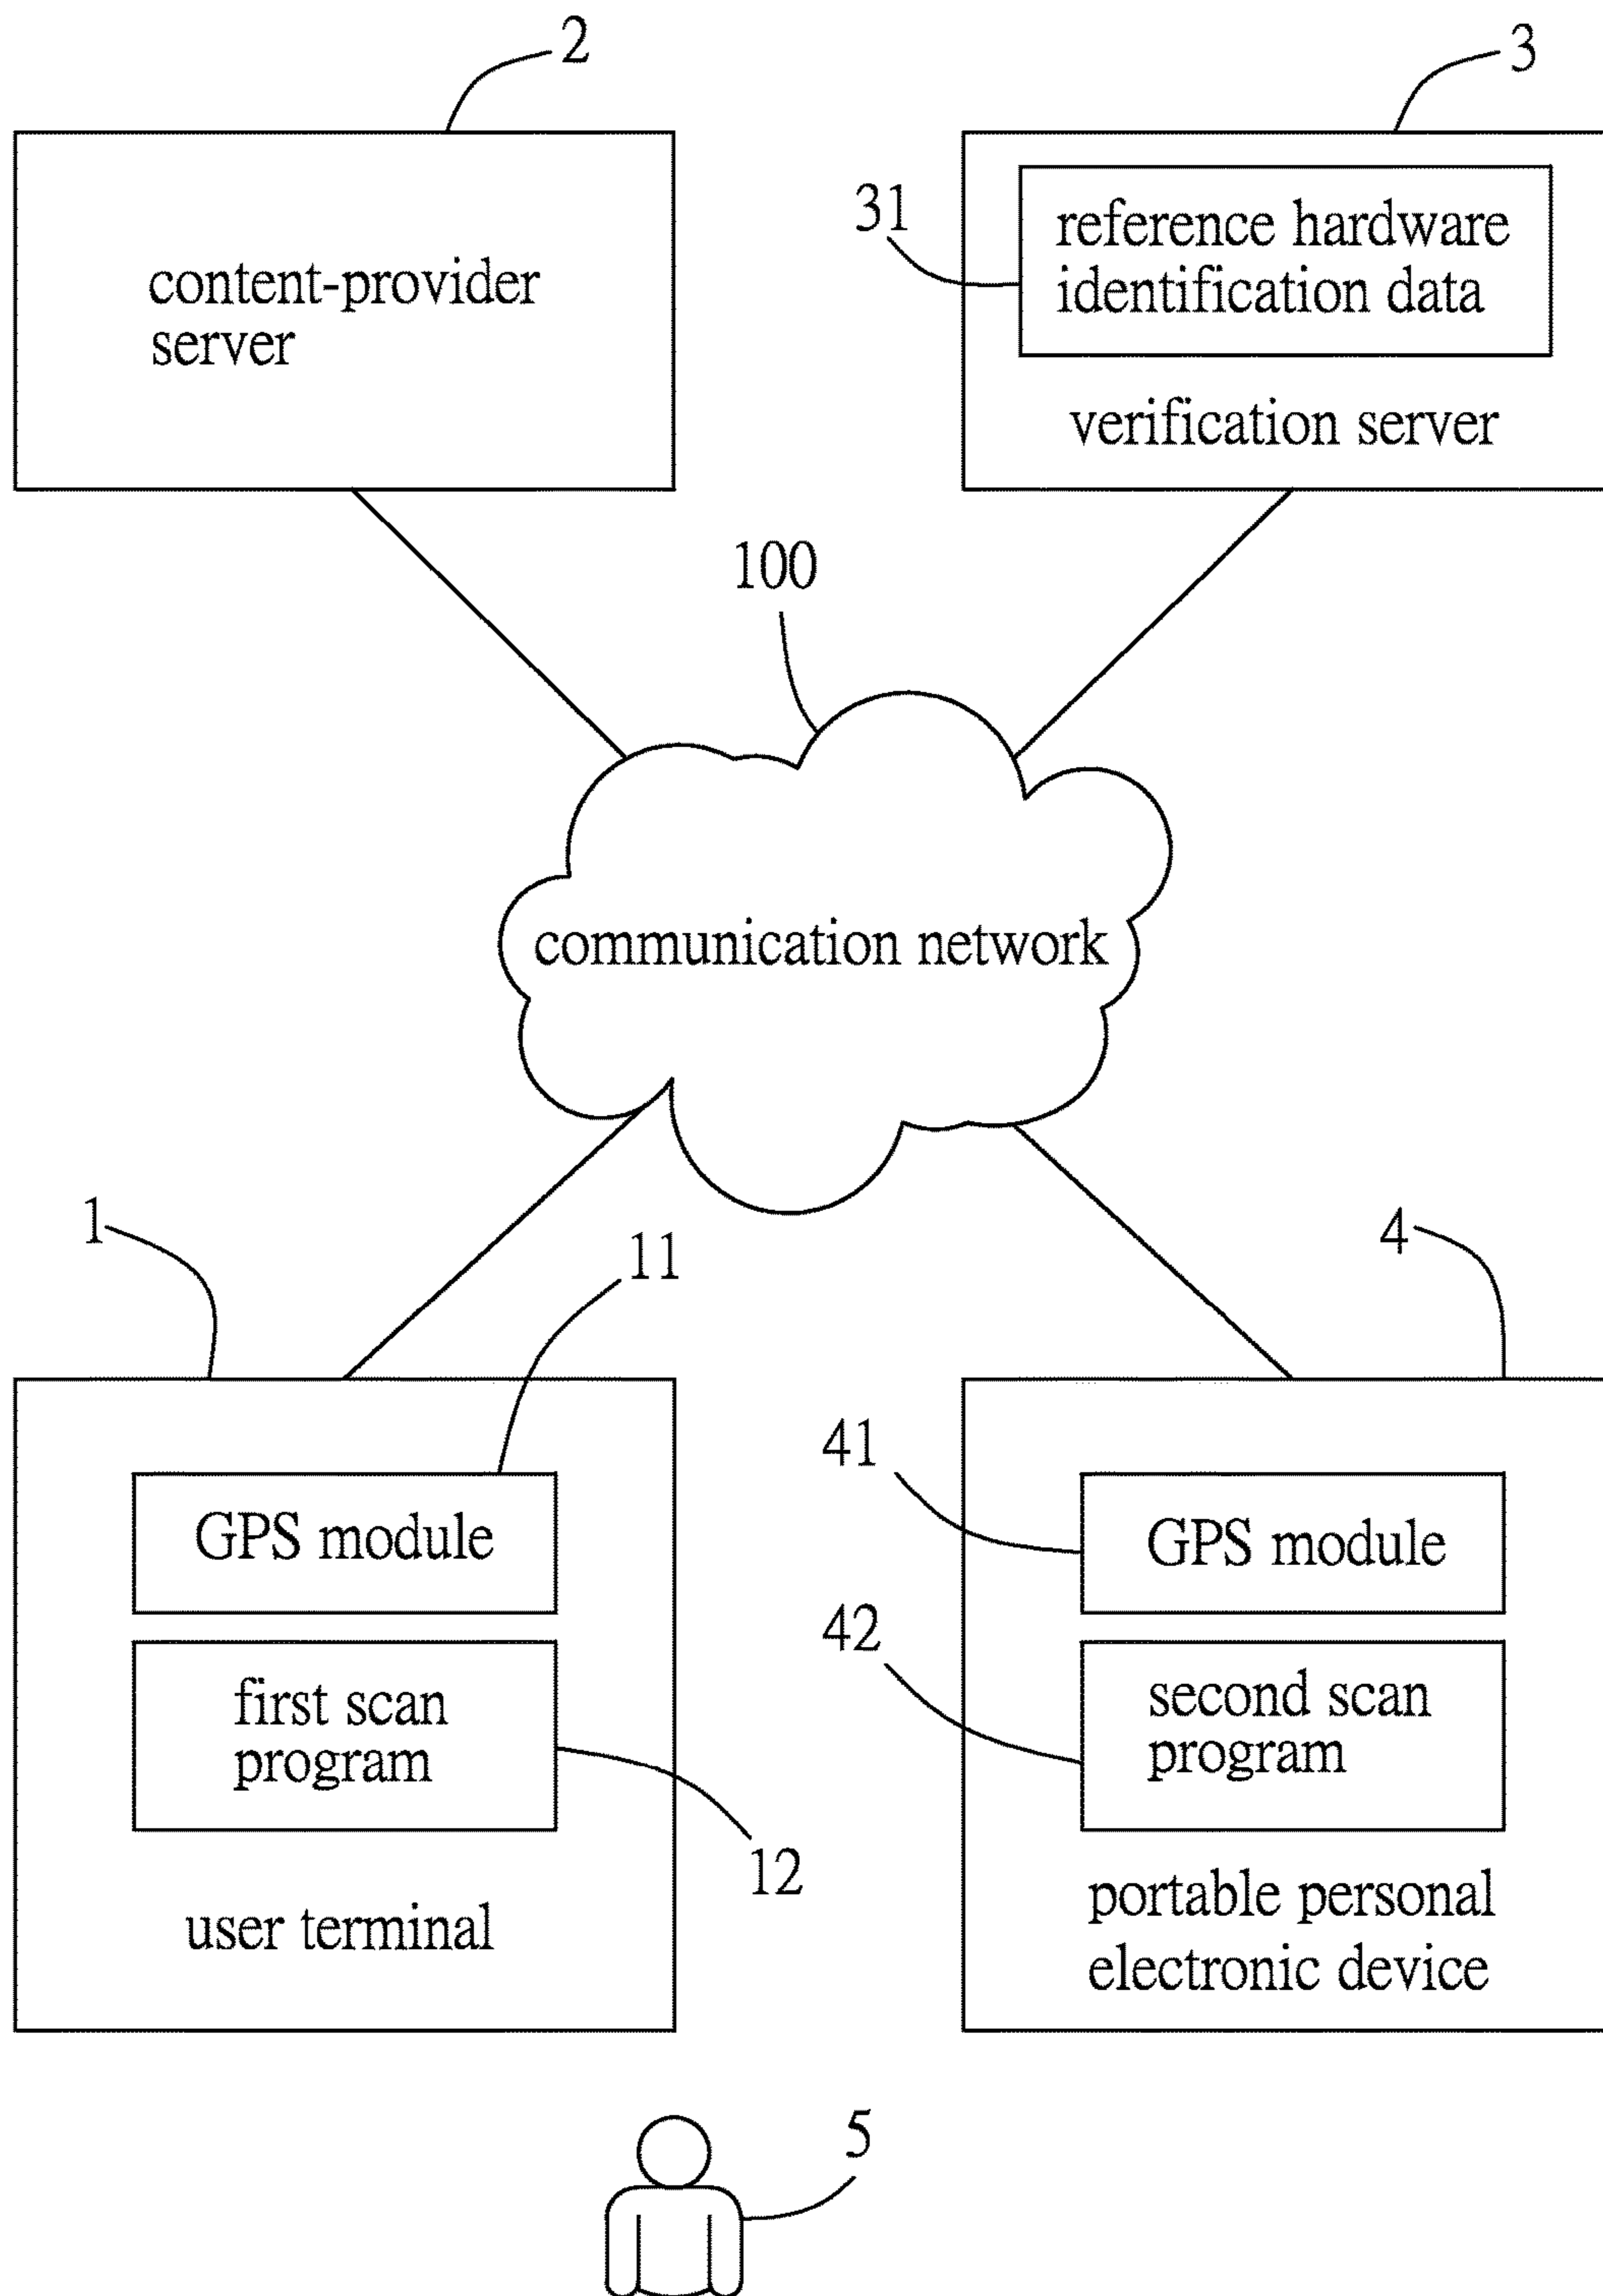 2
3
content-provider
server
31
reference hardware
identification data
verification server
100
communication network
1
11
4
GPS module
first scan
program
12
user terminal
41
GPS module
42
second scan
program
portable personal
electronic device
5